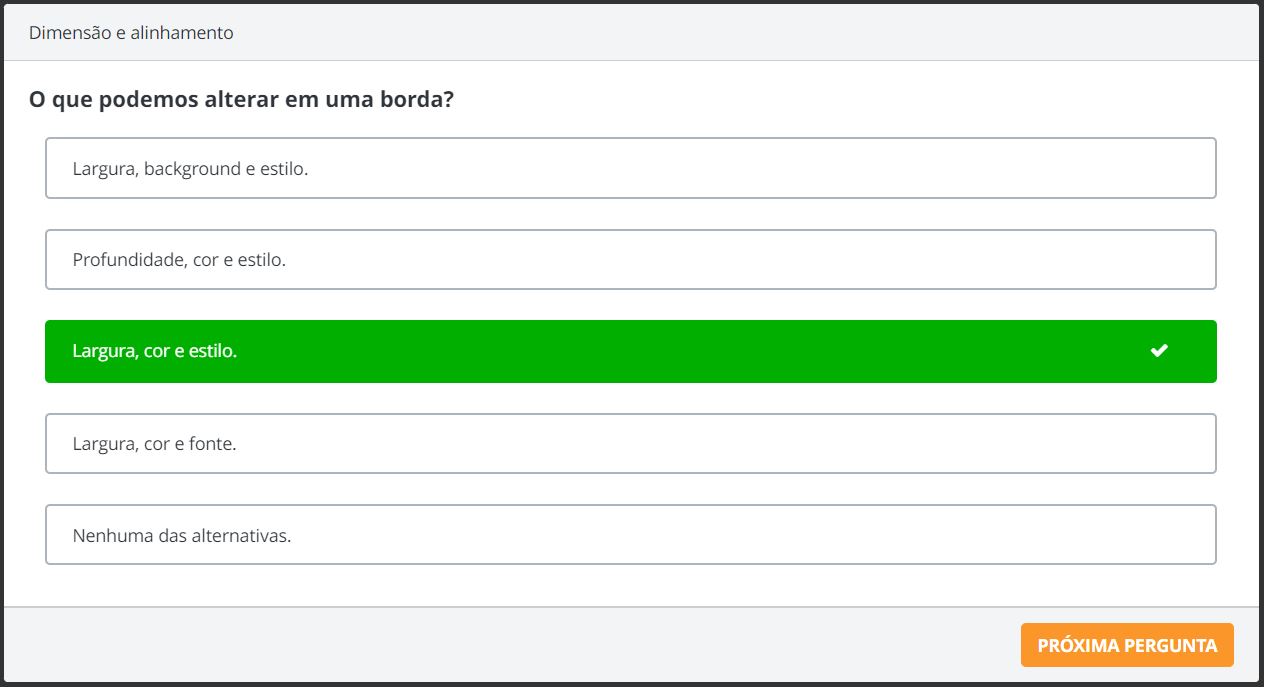 Dimensão e alinhamento
O que podemos alterar em uma borda?
Largura, background e estilo.
Profundidade, cor e estilo.
Largura, cor e estilo.
Largura, cor e fonte.
Nenhuma das alternativas.
PRÓXIMA PERGUNTA